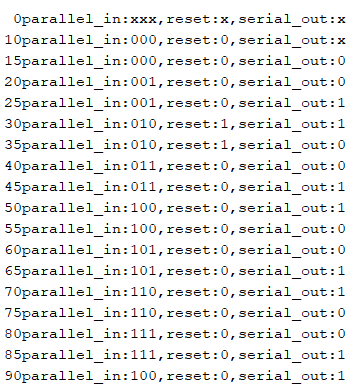 0parallel_in:xxx,reset:x,serial_out:x
10parallel_in:000,reset:0,serial_out:x
15parallel_in:000,reset:0,serial_out:0
20parallel_in:001,reset:0,serial_out:0
25parallel_in:001,reset:0,serial_out:1
30parallel_in:010,reset:1,serial_out:1
35parallel_in:010,reset:1,serial_out:0
40parallel_in:011,reset:0,serial_out:0
45parallel_in:011,reset:0,serial_out:1
50parallel_in:100,reset:0,serial_out:1
55parallel_in:100,reset:0,serial_out:0
60parallel_in:101,reset:0,serial_out:0
65parallel_in:101,reset:0,serial_out:1
70parallel_in:110,reset:0,serial_out:1
75parallel_in:110,reset:0,serial_out:0
80parallel_in:111,reset:0,serial_out:0
85parallel_in:111,reset:0,serial_out:1
90parallel_in:100,reset:0,serial_out:1